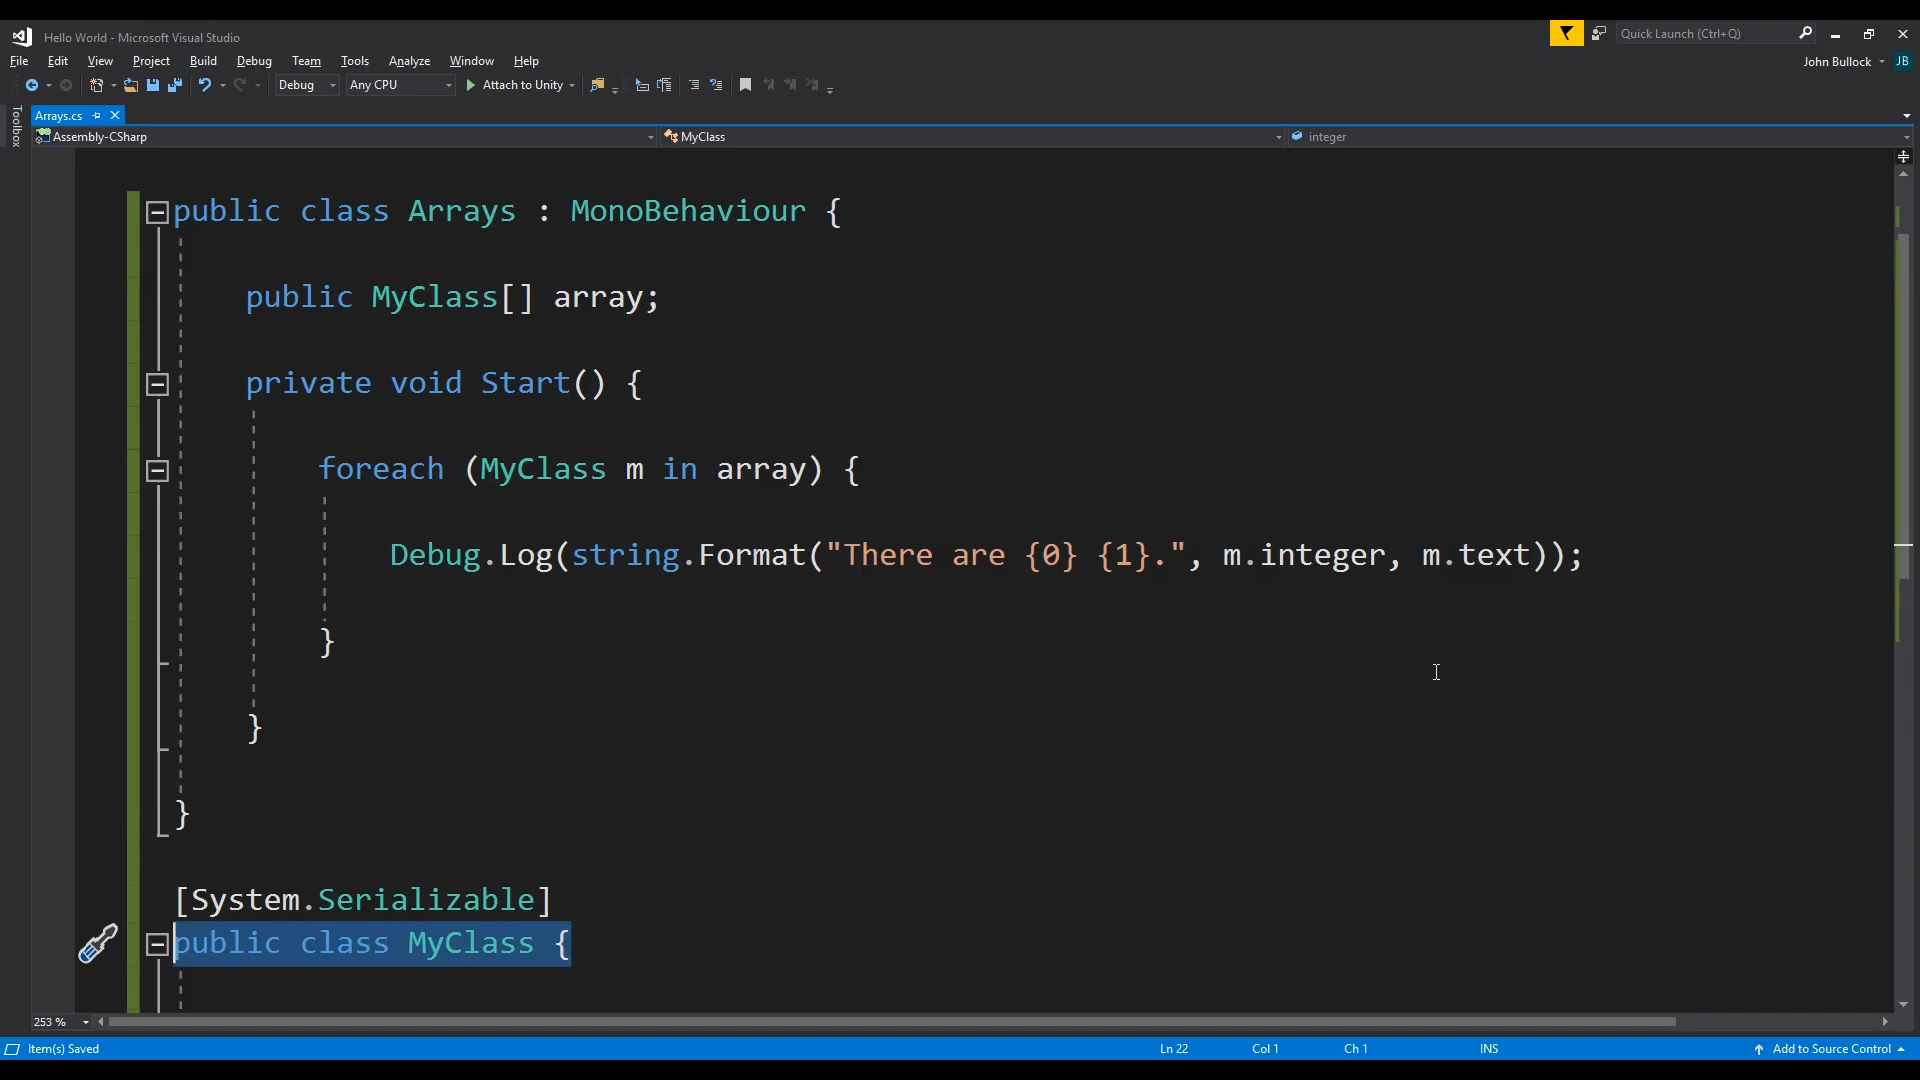 Hello World - Microsoft Visual Studio
Quick Launch (Ctrl+Q)
File Edit View Project Build Debug Team Tools Analyze Window Help
John Bullock JB
Debug Any CPU Attach to Unity
Toolbox
Arrays.cs
Assembly-CSharp MyClass integer
public class Arrays : MonoBehaviour {
public MyClass[] array;
private void Start() {
foreach (MyClass m in array) {
Debug.Log(string.Format("There are {0} {1}.", m.integer, m.text));
}
}
}
[System.Serializable]
public class MyClass {
253 %
Item(s) Saved Ln 22 Col 1 Ch 1 INS Add to Source Control